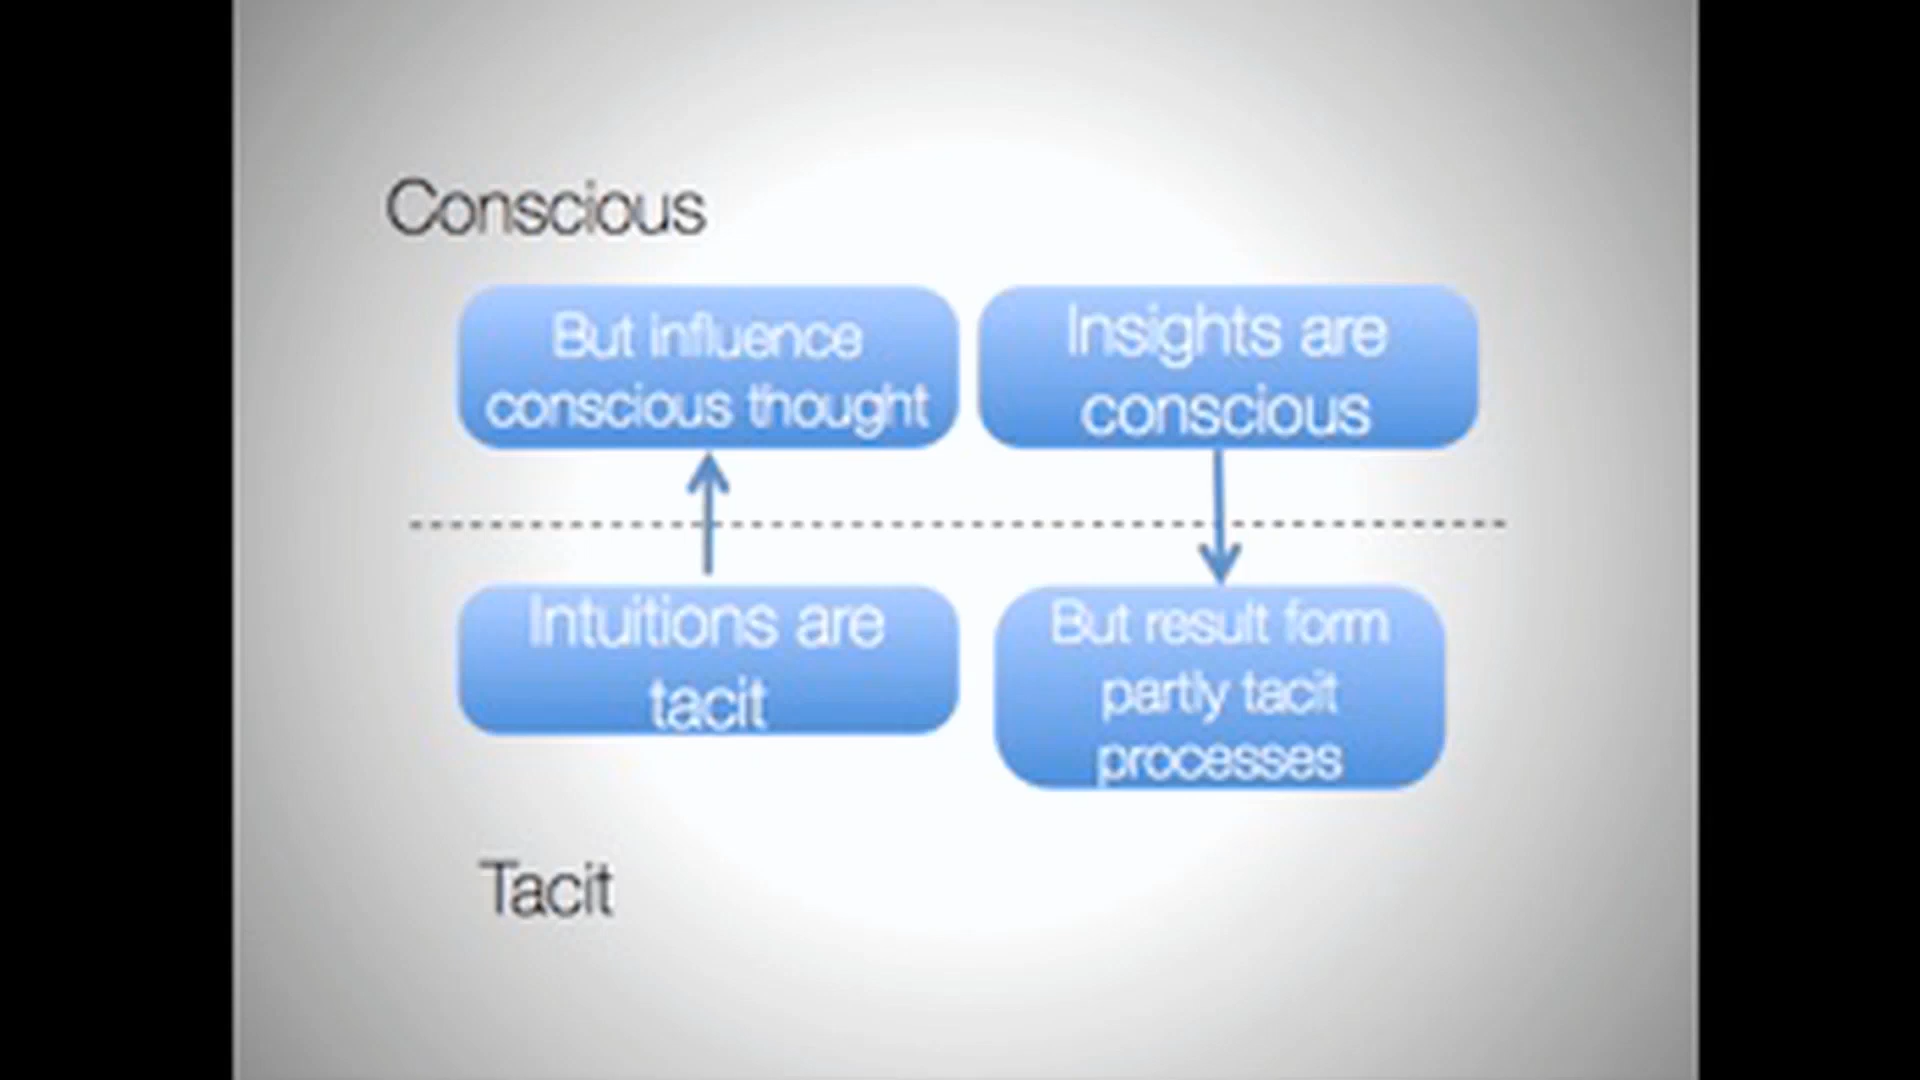 Conscious
But influence
conscious thought
Insights are
conscious
Intuitions are
tacit
But result form
partly tacit
processes
Tacit